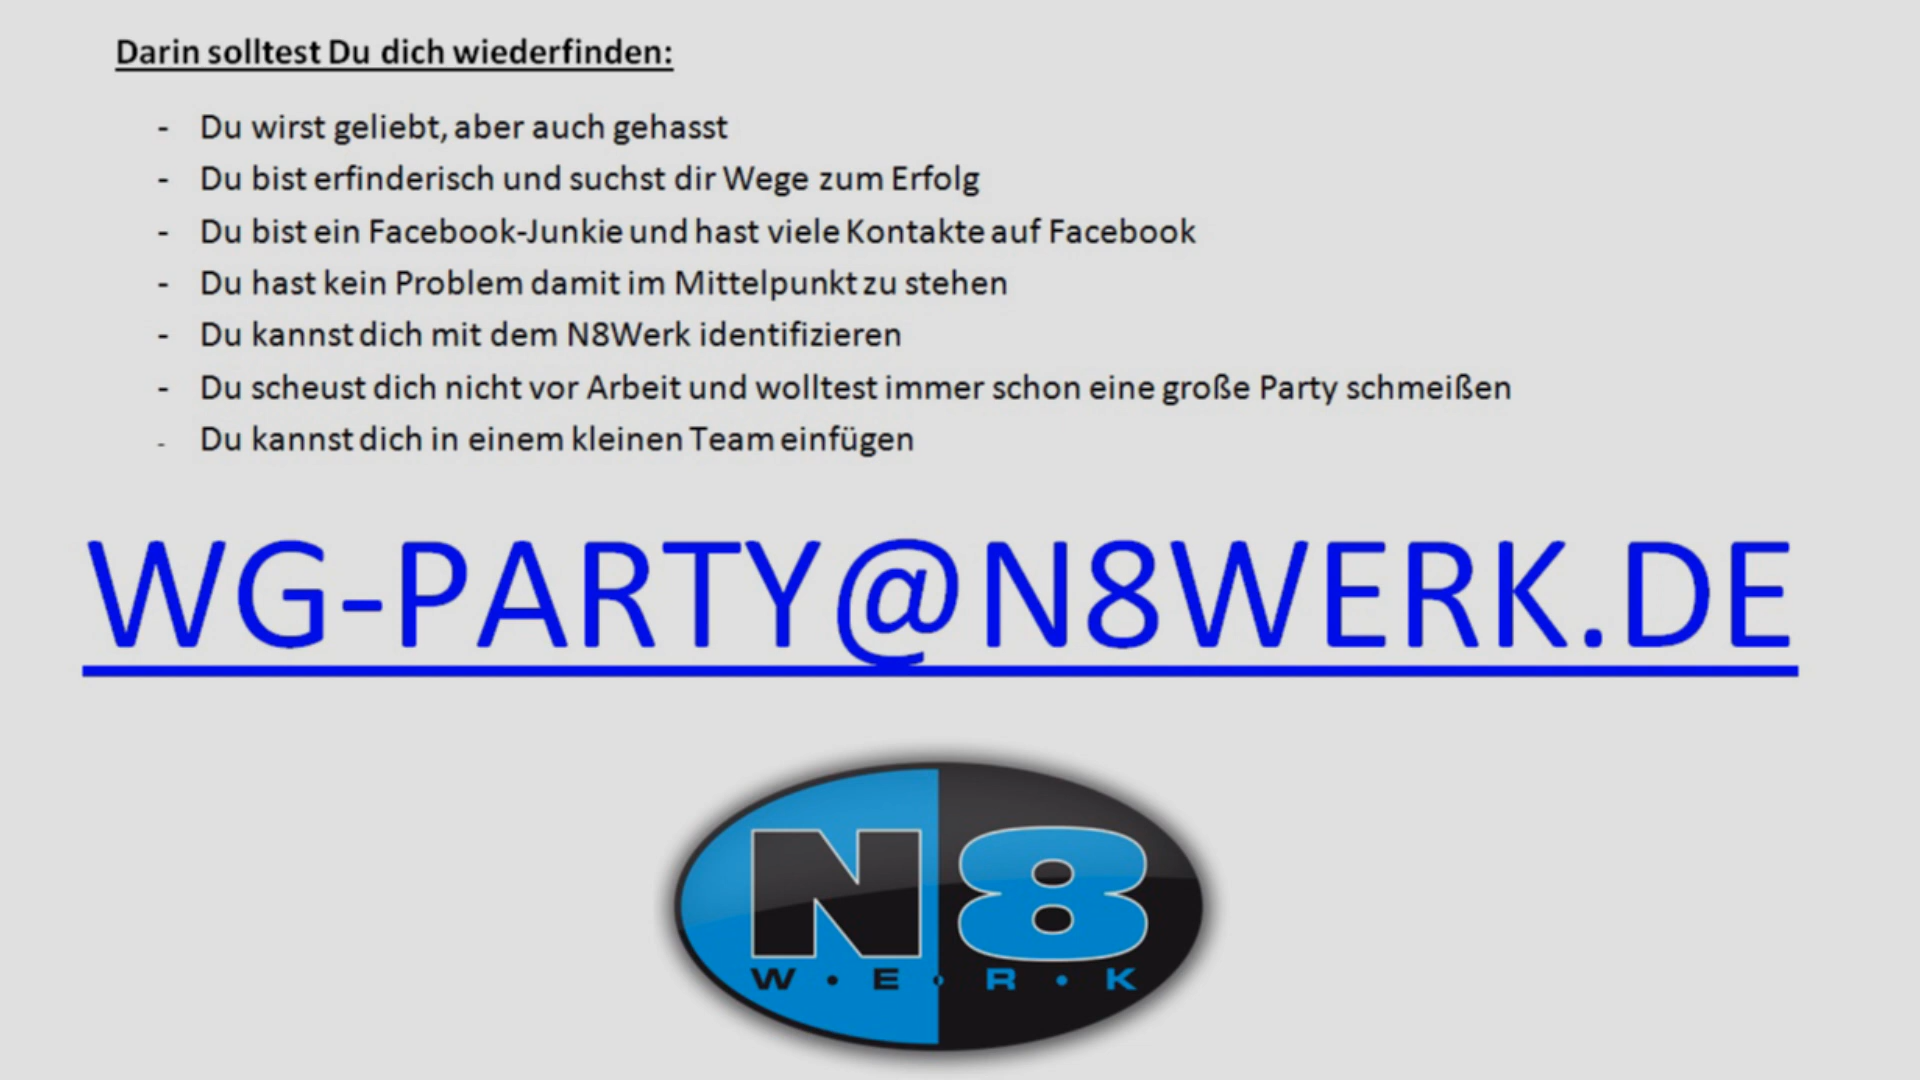 Darin solltest Du dich wiederfinden:
- Du wirst geliebt, aber auch gehasst
- Du bist erfinderisch und suchst dir Wege zum Erfolg
- Du bist ein Facebook-Junkie und hast viele Kontakte auf Facebook
- Du hast kein Problem damit im Mittelpunkt zu stehen
- Du kannst dich mit dem N8Werk identifizieren
- Du scheust dich nicht vor Arbeit und wolltest immer schon eine große Party schmeißen
- Du kannst dich in einem kleinen Team einfügen
WG-PARTY@N8WERK.DE
N8
W•E•R•K